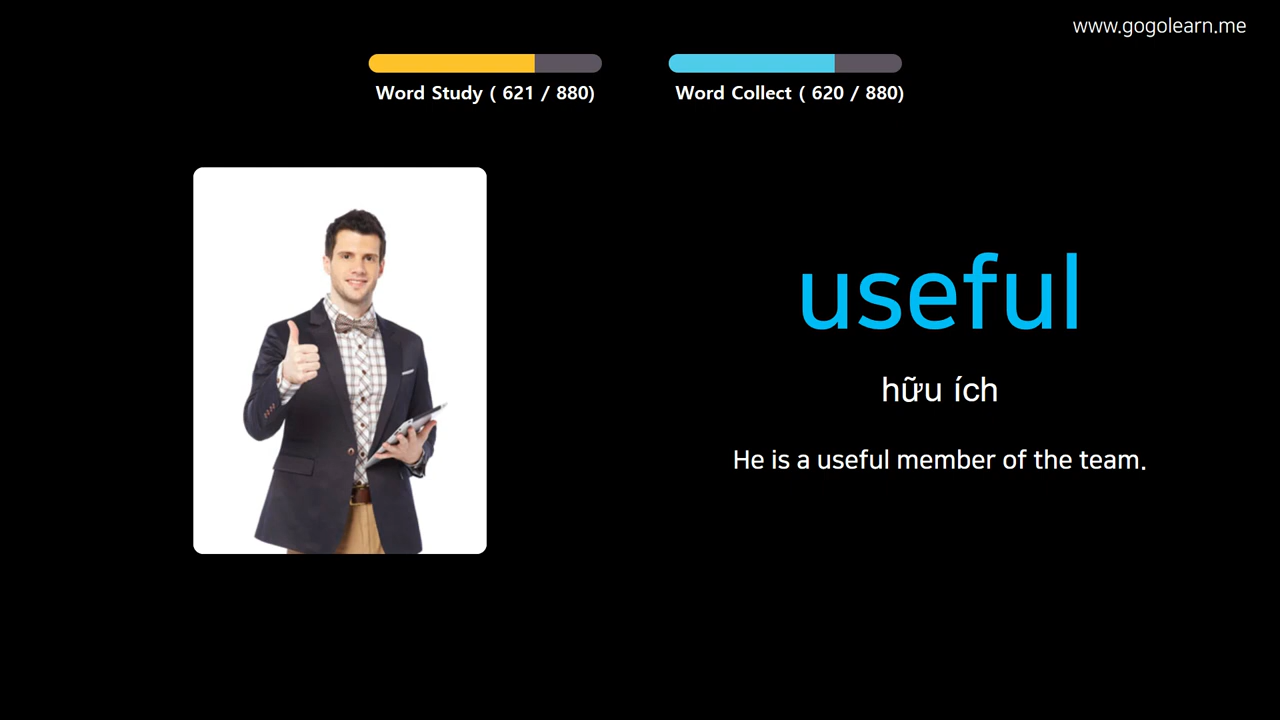 www.gogolearn.me
Word Study ( 621 / 880)
Word Collect ( 620 / 880)
useful
hữu ích
He is a useful member of the team.